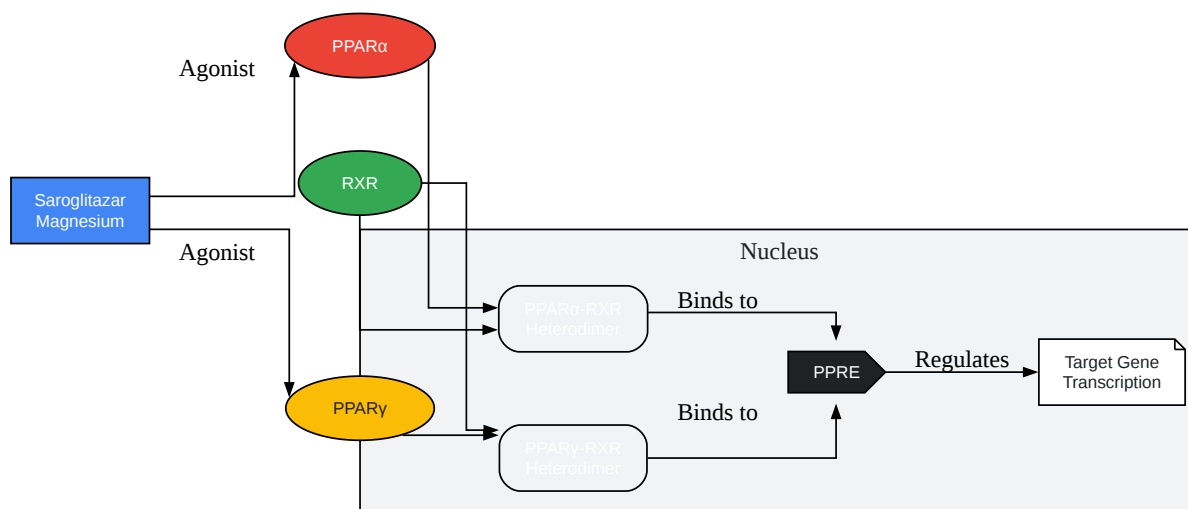 PPARα
Agonist
RXR
Saroglitazar
Magnesium
Agonist
Nucleus
PPARα-RXR
Heterodimer
Binds to
PPRE
Regulates
Target Gene
Transcription
PPARγ
Binds to
PPARγ-RXR
Heterodimer